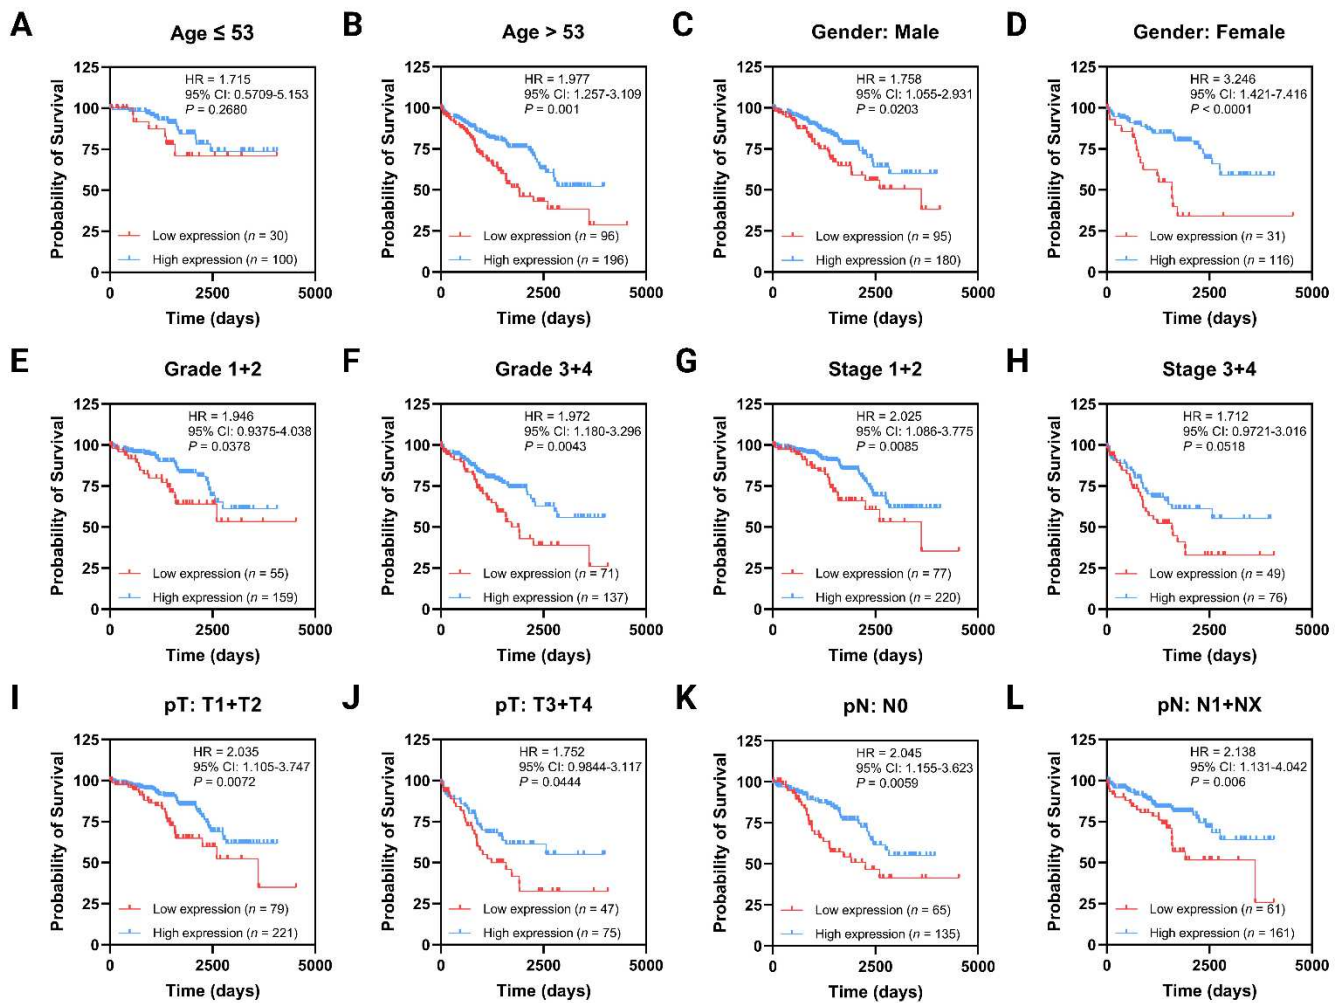 A
Age ≤ 53
Probability of Survival
125
100
75
50
25
0
HR = 1.715
95% CI: 0.5709-5.153
P = 0.2680
Low expression (n = 30)
High expression (n = 100)
0 2500 5000
Time (days)
B
Age > 53
Probability of Survival
125
100
75
50
25
0
HR = 1.977
95% CI: 1.257-3.109
P = 0.001
Low expression (n = 96)
High expression (n = 196)
0 2500 5000
Time (days)
C
Gender: Male
Probability of Survival
125
100
75
50
25
0
HR = 1.758
95% CI: 1.055-2.931
P = 0.0203
Low expression (n = 95)
High expression (n = 180)
0 2500 5000
Time (days)
D
Gender: Female
Probability of Survival
125
100
75
50
25
0
HR = 3.246
95% CI: 1.421-7.416
P < 0.0001
Low expression (n = 31)
High expression (n = 116)
0 2500 5000
Time (days)
E
Grade 1+2
Probability of Survival
125
100
75
50
25
0
HR = 1.946
95% CI: 0.9375-4.038
P = 0.0378
Low expression (n = 55)
High expression (n = 159)
0 2500 5000
Time (days)
F
Grade 3+4
Probability of Survival
125
100
75
50
25
0
HR = 1.972
95% CI: 1.180-3.296
P = 0.0043
Low expression (n = 71)
High expression (n = 137)
0 2500 5000
Time (days)
G
Stage 1+2
Probability of Survival
125
100
75
50
25
0
HR = 2.025
95% CI: 1.086-3.775
P = 0.0085
Low expression (n = 77)
High expression (n = 220)
0 2500 5000
Time (days)
H
Stage 3+4
Probability of Survival
125
100
75
50
25
0
HR = 1.712
95% CI: 0.9721-3.016
P = 0.0518
Low expression (n = 49)
High expression (n = 76)
0 2500 5000
Time (days)
I
pT: T1+T2
Probability of Survival
125
100
75
50
25
0
HR = 2.035
95% CI: 1.105-3.747
P = 0.0072
Low expression (n = 79)
High expression (n = 221)
0 2500 5000
Time (days)
J
pT: T3+T4
Probability of Survival
125
100
75
50
25
0
HR = 1.752
95% CI: 0.9844-3.117
P = 0.0444
Low expression (n = 47)
High expression (n = 75)
0 2500 5000
Time (days)
K
pN: N0
Probability of Survival
125
100
75
50
25
0
HR = 2.045
95% CI: 1.155-3.623
P = 0.0059
Low expression (n = 65)
High expression (n = 135)
0 2500 5000
Time (days)
L
pN: N1+NX
Probability of Survival
125
100
75
50
25
0
HR = 2.138
95% CI: 1.131-4.042
P = 0.006
Low expression (n = 61)
High expression (n = 161)
0 2500 5000
Time (days)